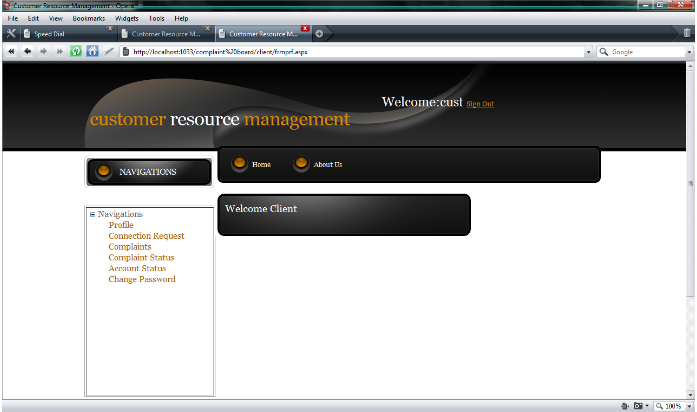 Customer Resource Management - Opera
File Edit View Bookmarks Widgets Tools Help
Speed Dial Customer Resource M... Customer Resource M...
http://localhost:1033/complaint%20board/client/frmprf.aspx Google
Welcome:cust Sign Out
customer resource management
NAVIGATIONS Home About Us
Welcome Client
Navigations
Profile
Connection Request
Complaints
Complaint Status
Account Status
Change Password
100%